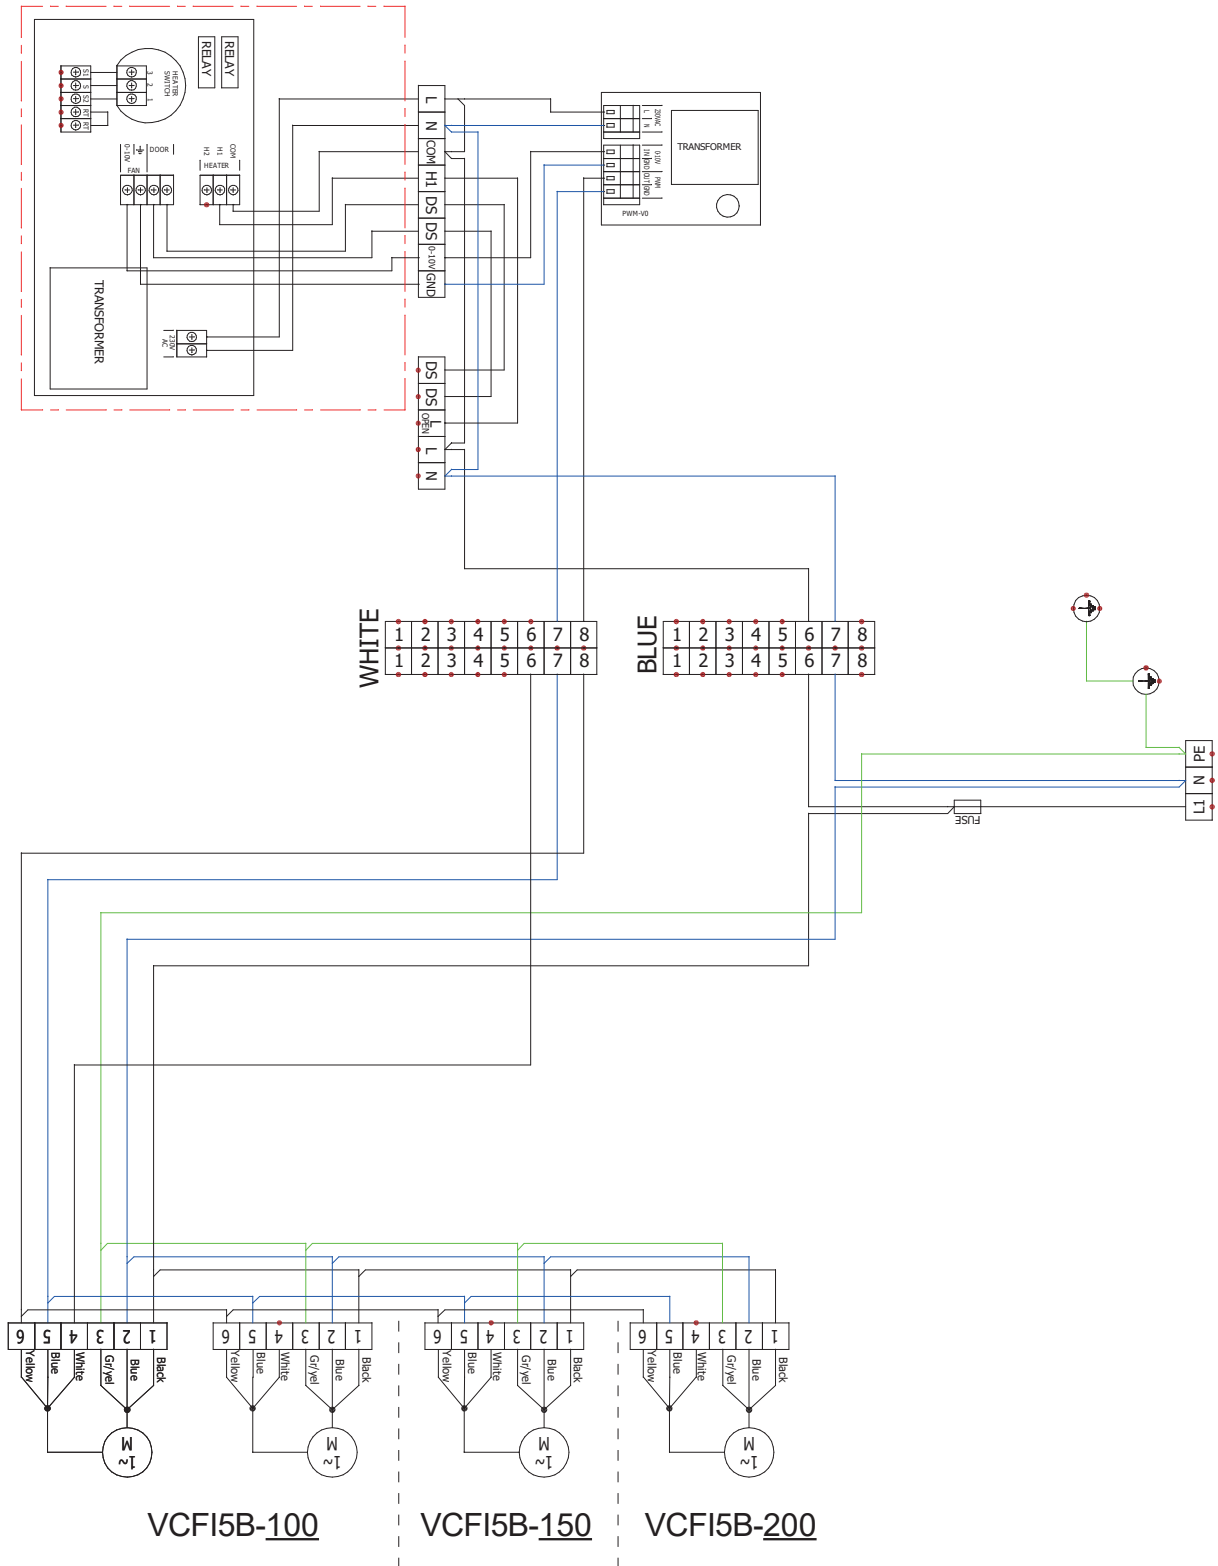 RELAY
RELAY
HEATER
SWITCH
3
2
1
S1
S
S2
RT
RT
0-10V
DOOR
FAN
H2
H1
COM
HEATER
TRANSFORMER
230V
AC
L
N
COM
H1
DS
DS
0-10V
GND
DS
DS
L
OPEN
L
N
230VAC
L
N
0-10V
IN
GND
PWM
OUT
GND
TRANSFORMER
PWM-V0
WHITE
1 2 3 4 5 6 7 8
1 2 3 4 5 6 7 8
BLUE
1 2 3 4 5 6 7 8
1 2 3 4 5 6 7 8
PE
N
L1
FUSE
6 5 4 3 2 1
Yellow Blue White Gr/yel Blue Black
M
1~
6 5 4 3 2 1
Yellow Blue White Gr/yel Blue Black
M
1~
6 5 4 3 2 1
Yellow Blue White Gr/yel Blue Black
M
1~
6 5 4 3 2 1
Yellow Blue White Gr/yel Blue Black
M
1~
VCFI5B-100
VCFI5B-150
VCFI5B-200